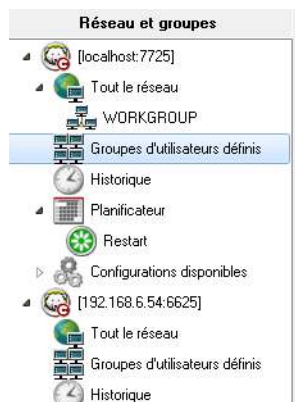 Réseau et groupes
[localhost:7725]
Tout le réseau
WORKGROUP
Groupes d'utilisateurs définis
Historique
Planificateur
Restart
Configurations disponibles
[192.168.6.54:6625]
Tout le réseau
Groupes d'utilisateurs définis
Historique